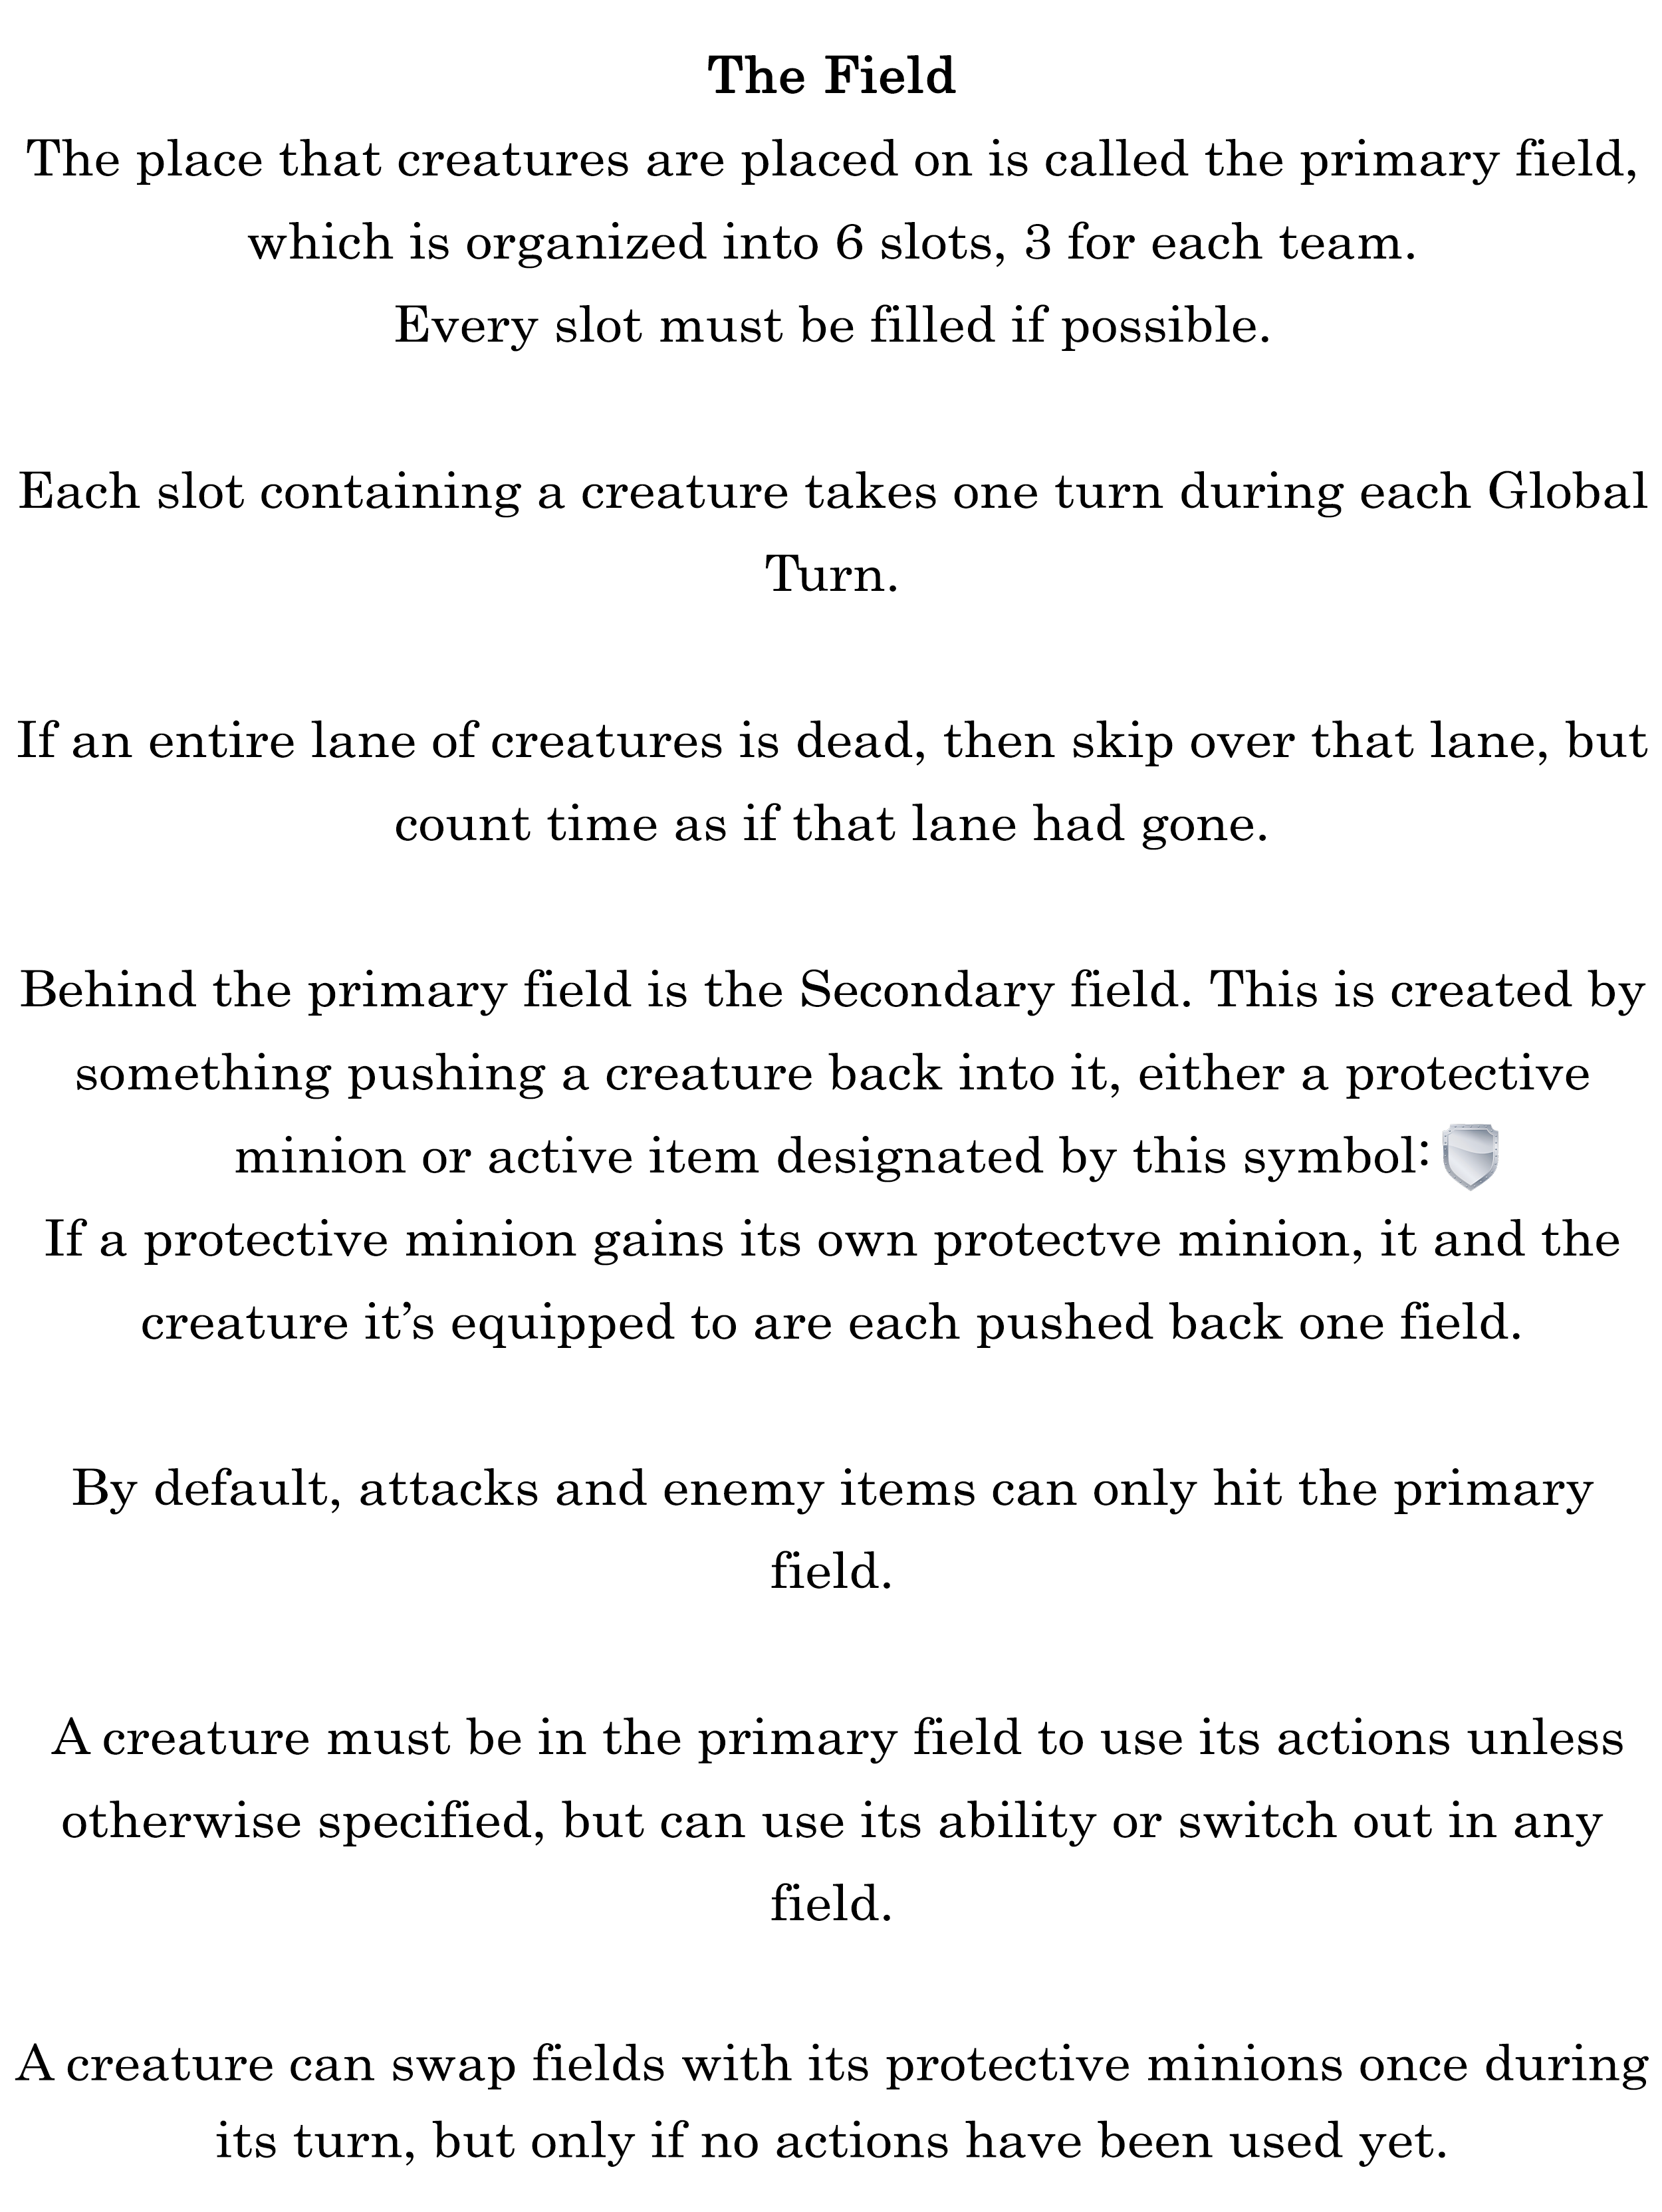 The Field
The place that creatures are placed on is called the primary field,
which is organized into 6 slots, 3 for each team.
Every slot must be filled if possible.
Each slot containing a creature takes one turn during each Global
Turn.
If an entire lane of creatures is dead, then skip over that lane, but
count time as if that lane had gone.
Behind the primary field is the Secondary field. This is created by
something pushing a creature back into it, either a protective
minion or active item designated by this symbol:
If a protective minion gains its own protectve minion, it and the
creature it’s equipped to are each pushed back one field.
By default, attacks and enemy items can only hit the primary
field.
A creature must be in the primary field to use its actions unless
otherwise specified, but can use its ability or switch out in any
field.
A creature can swap fields with its protective minions once during
its turn, but only if no actions have been used yet.